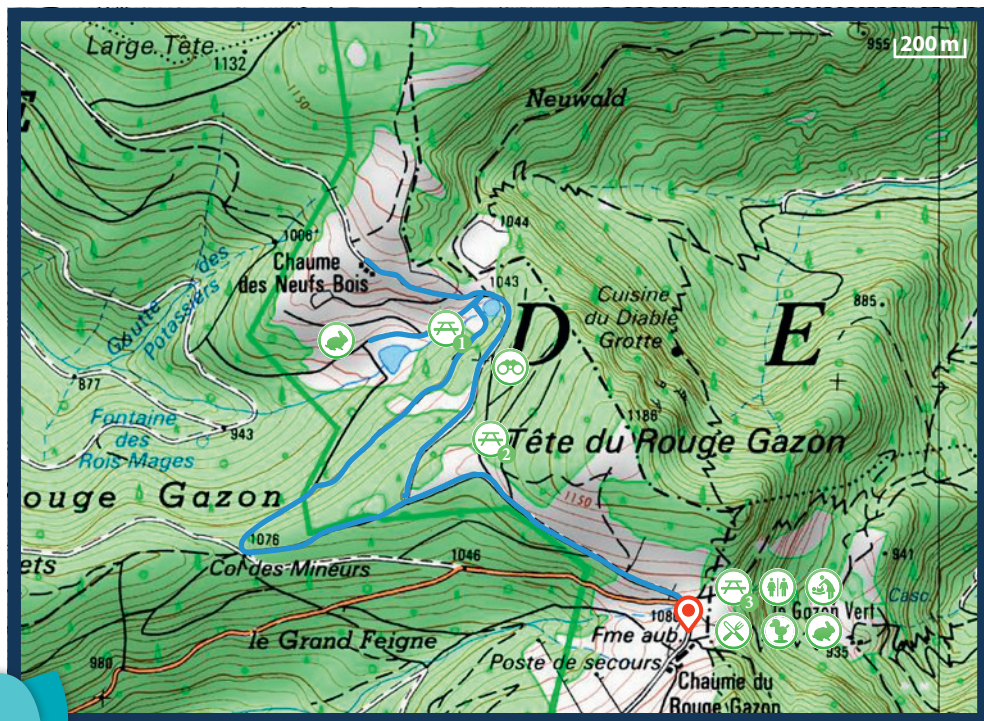 Large Tête
1132
955
200 m
E
1150
Neuwald
1044
1006
Chaume
des Neufs Bois
1043
Goutte des
Potassiers
Cuisine
du Diable
Grotte
885
D
E
1
877
Fontaine
des
Rois Mages
943
1186
2
Tête du Rouge Gazon
ouge Gazon
1150
1076
Col des Mineurs
1046
ets
941
Casc.
3
le Gazon Vert
le Grand Feigne
Fme aub.
935
980
Poste de secours
Chaume du
Rouge Gazon